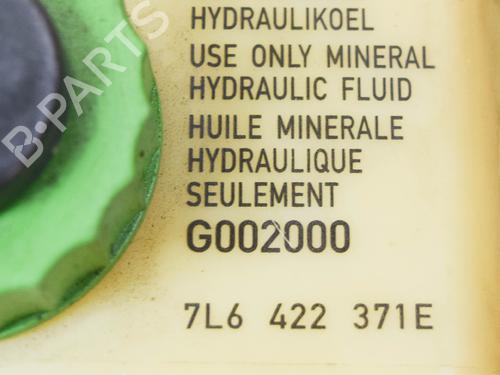 HYDRAULIKOEL
USE ONLY MINERAL
HYDRAULIC FLUID
HUILE MINERALE
HYDRAULIQUE
SEULEMENT
G002000
7L6 422 371E
B-PARTS